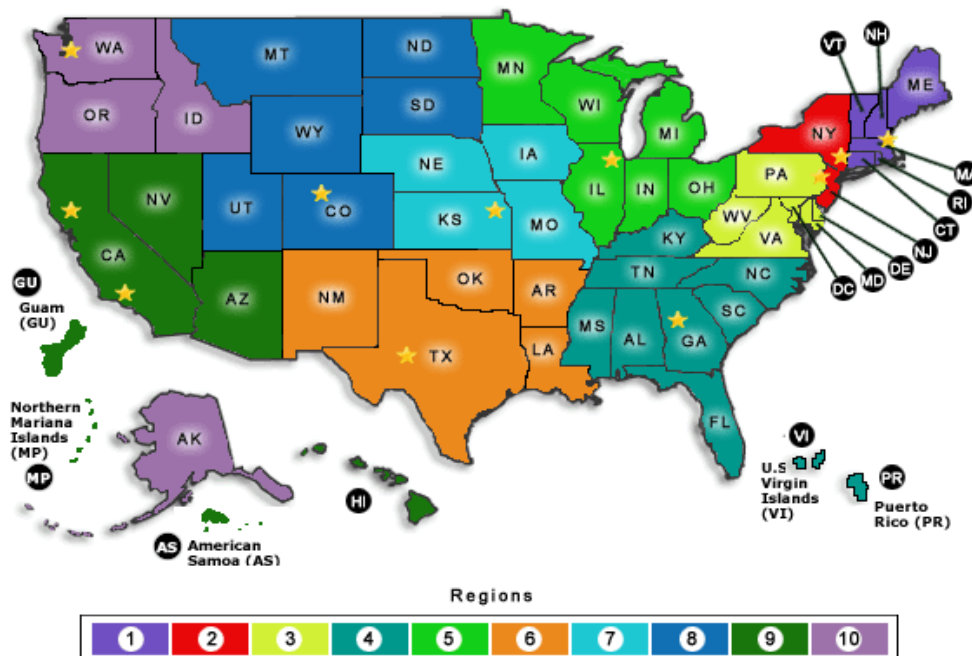 WA
MT
ND
MN
VT
NH
ME
OR
ID
SD
WI
MI
NY
WY
IA
PA
MA
NE
NV
UT
CO
IL
IN
OH
RI
KS
MO
WV
VA
CT
CA
KY
NJ
DE
MD
DC
TN
NC
AZ
NM
OK
AR
SC
MS
AL
GA
TX
LA
FL
GU
Guam
(GU)
Northern
Mariana
Islands
(MP)
MP
AK
HI
AS
American
Samoa (AS)
VI
U.S
Virgin
Islands
(VI)
PR
Puerto
Rico (PR)
Regions
1 2 3 4 5 6 7 8 9 10